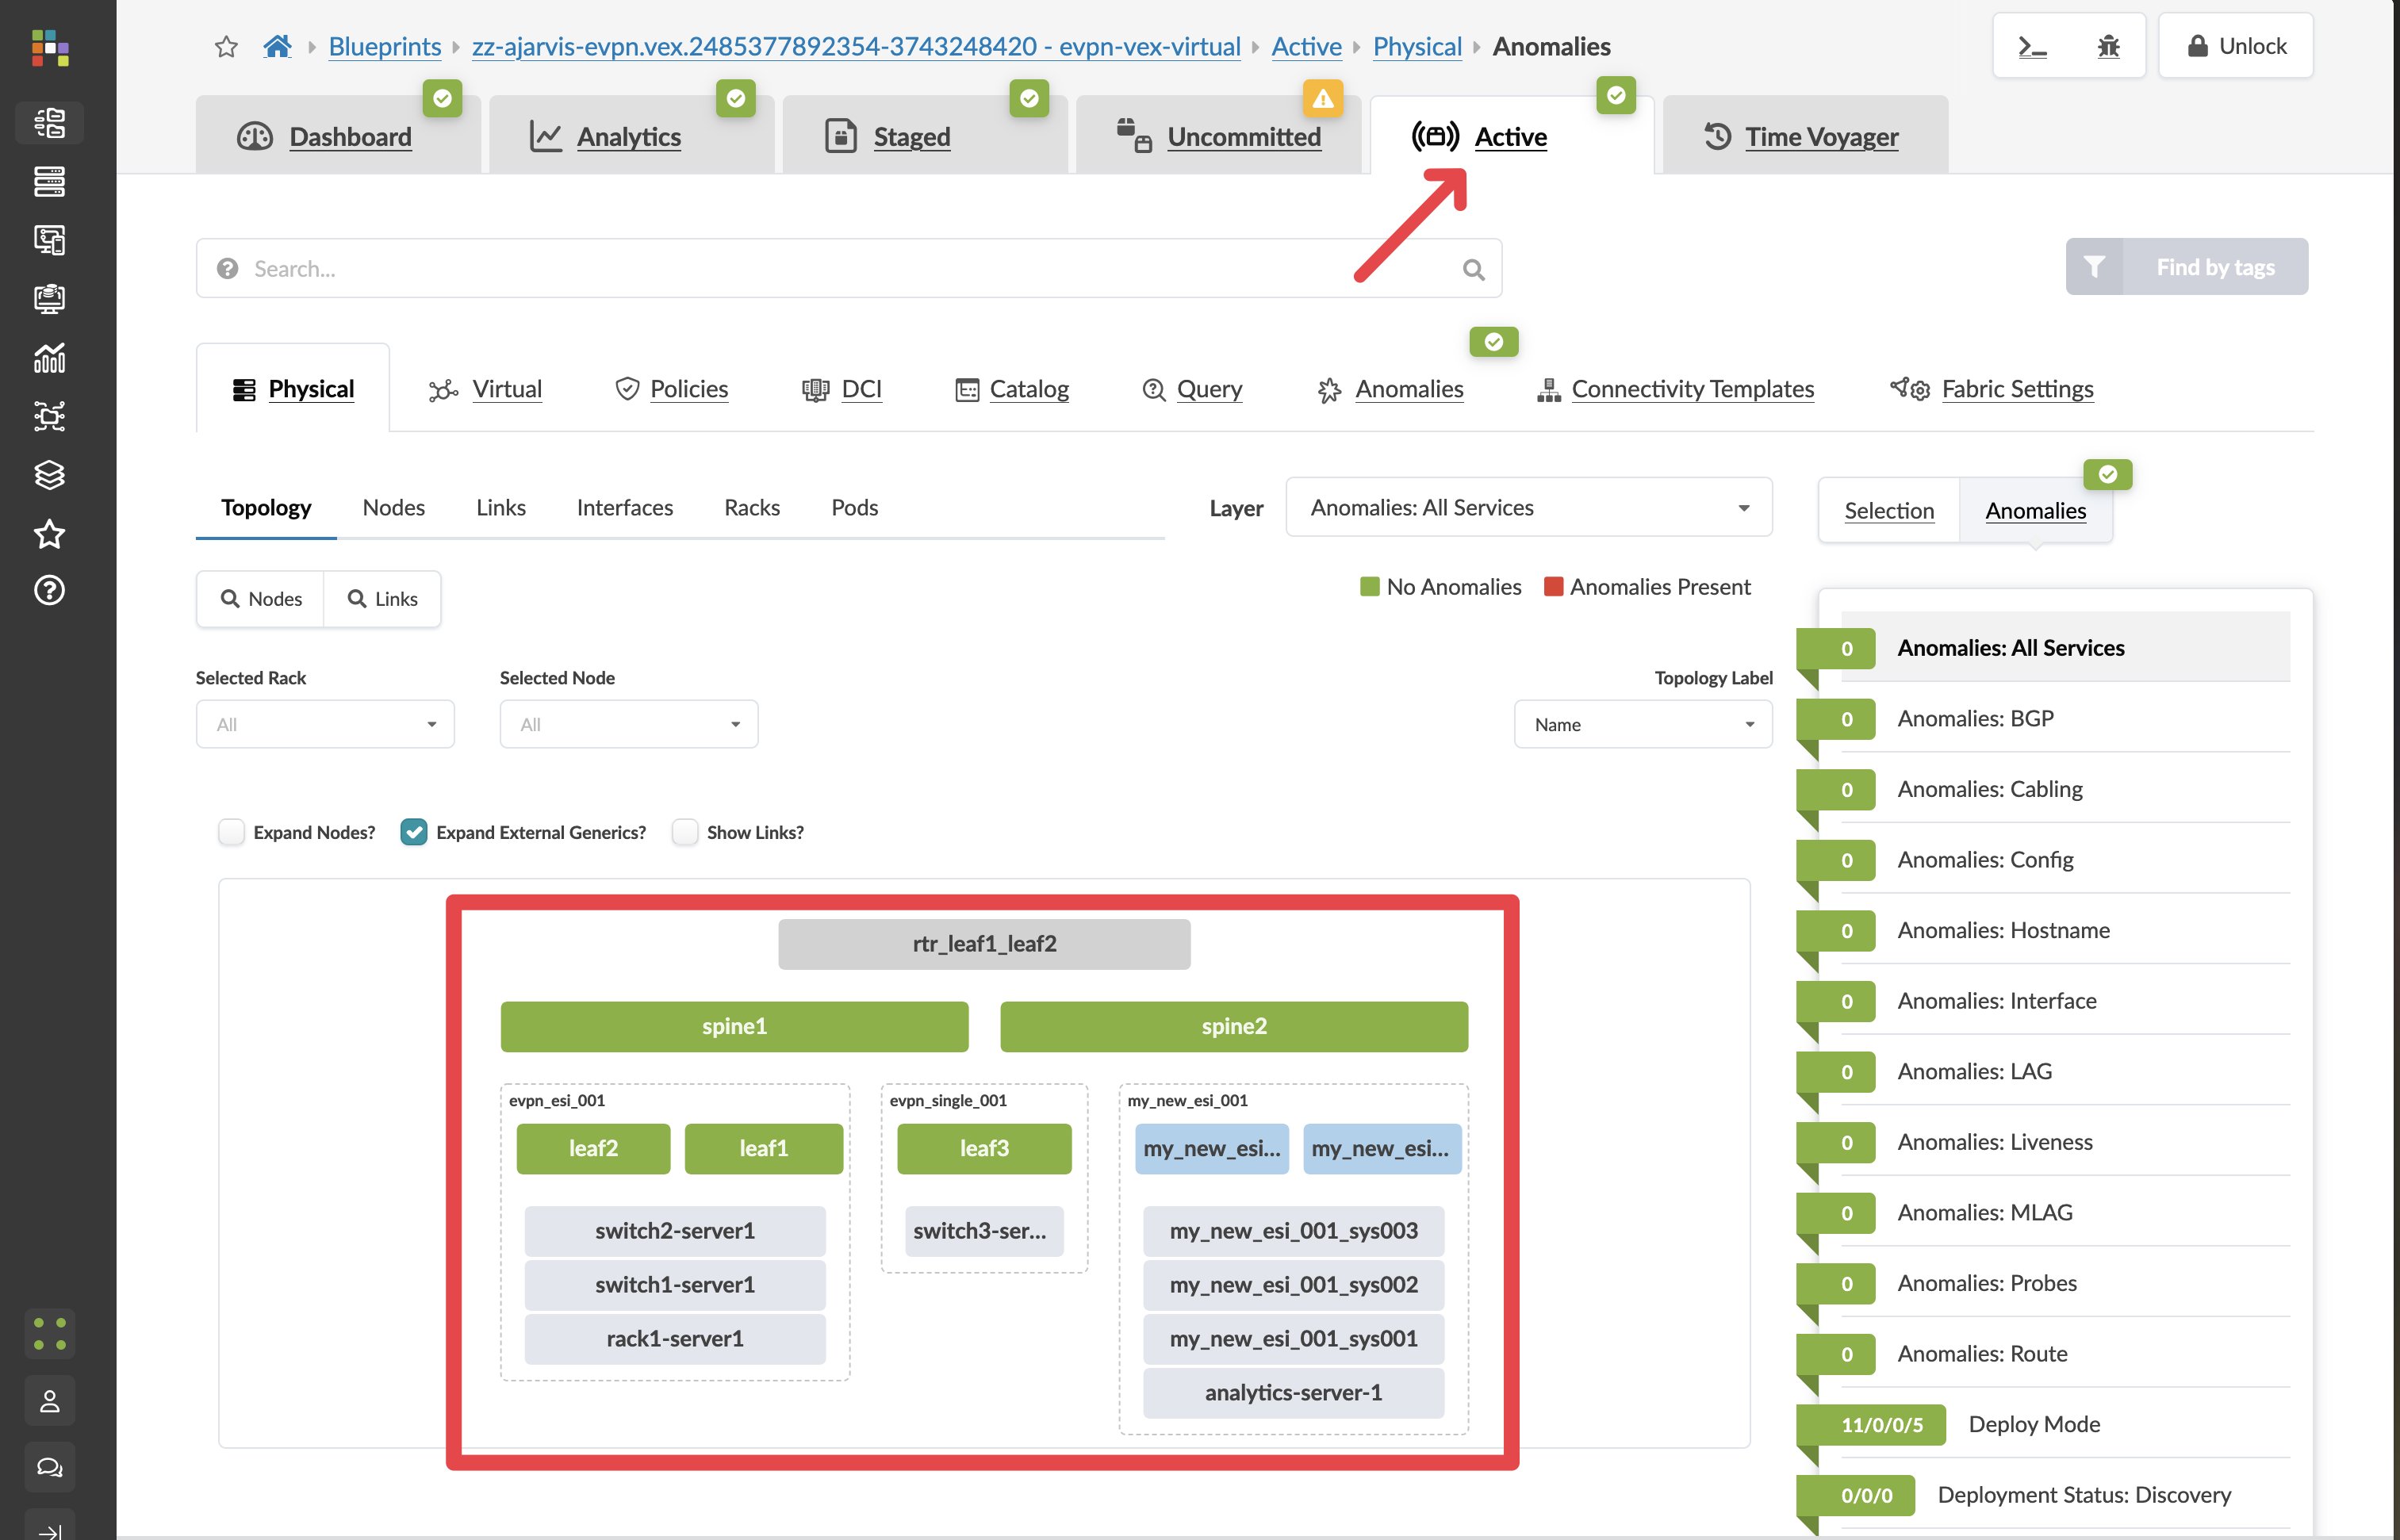 Blueprints zz-ajarvis-evpn.vex.2485377892354-3743248420 - evpn-vex-virtual Active Physical Anomalies
Unlock
Dashboard
Analytics
Staged
Uncommitted
Active
Time Voyager
Search...
Find by tags
Physical
Virtual
Policies
DCI
Catalog
Query
Anomalies
Connectivity Templates
Fabric Settings
Topology
Nodes
Links
Interfaces
Racks
Pods
Layer
Anomalies: All Services
Selection
Anomalies
Nodes
Links
No Anomalies
Anomalies Present
Selected Rack
All
Selected Node
All
Topology Label
Name
Expand Nodes?
Expand External Generics?
Show Links?
rtr_leaf1_leaf2
spine1
spine2
evpn_esi_001
leaf2
leaf1
switch2-server1
switch1-server1
rack1-server1
evpn_single_001
leaf3
switch3-ser...
my_new_esi_001
my_new_esi...
my_new_esi...
my_new_esi_001_sys003
my_new_esi_001_sys002
my_new_esi_001_sys001
analytics-server-1
0 Anomalies: All Services
0 Anomalies: BGP
0 Anomalies: Cabling
0 Anomalies: Config
0 Anomalies: Hostname
0 Anomalies: Interface
0 Anomalies: LAG
0 Anomalies: Liveness
0 Anomalies: MLAG
0 Anomalies: Probes
0 Anomalies: Route
11/0/0/5 Deploy Mode
0/0/0 Deployment Status: Discovery